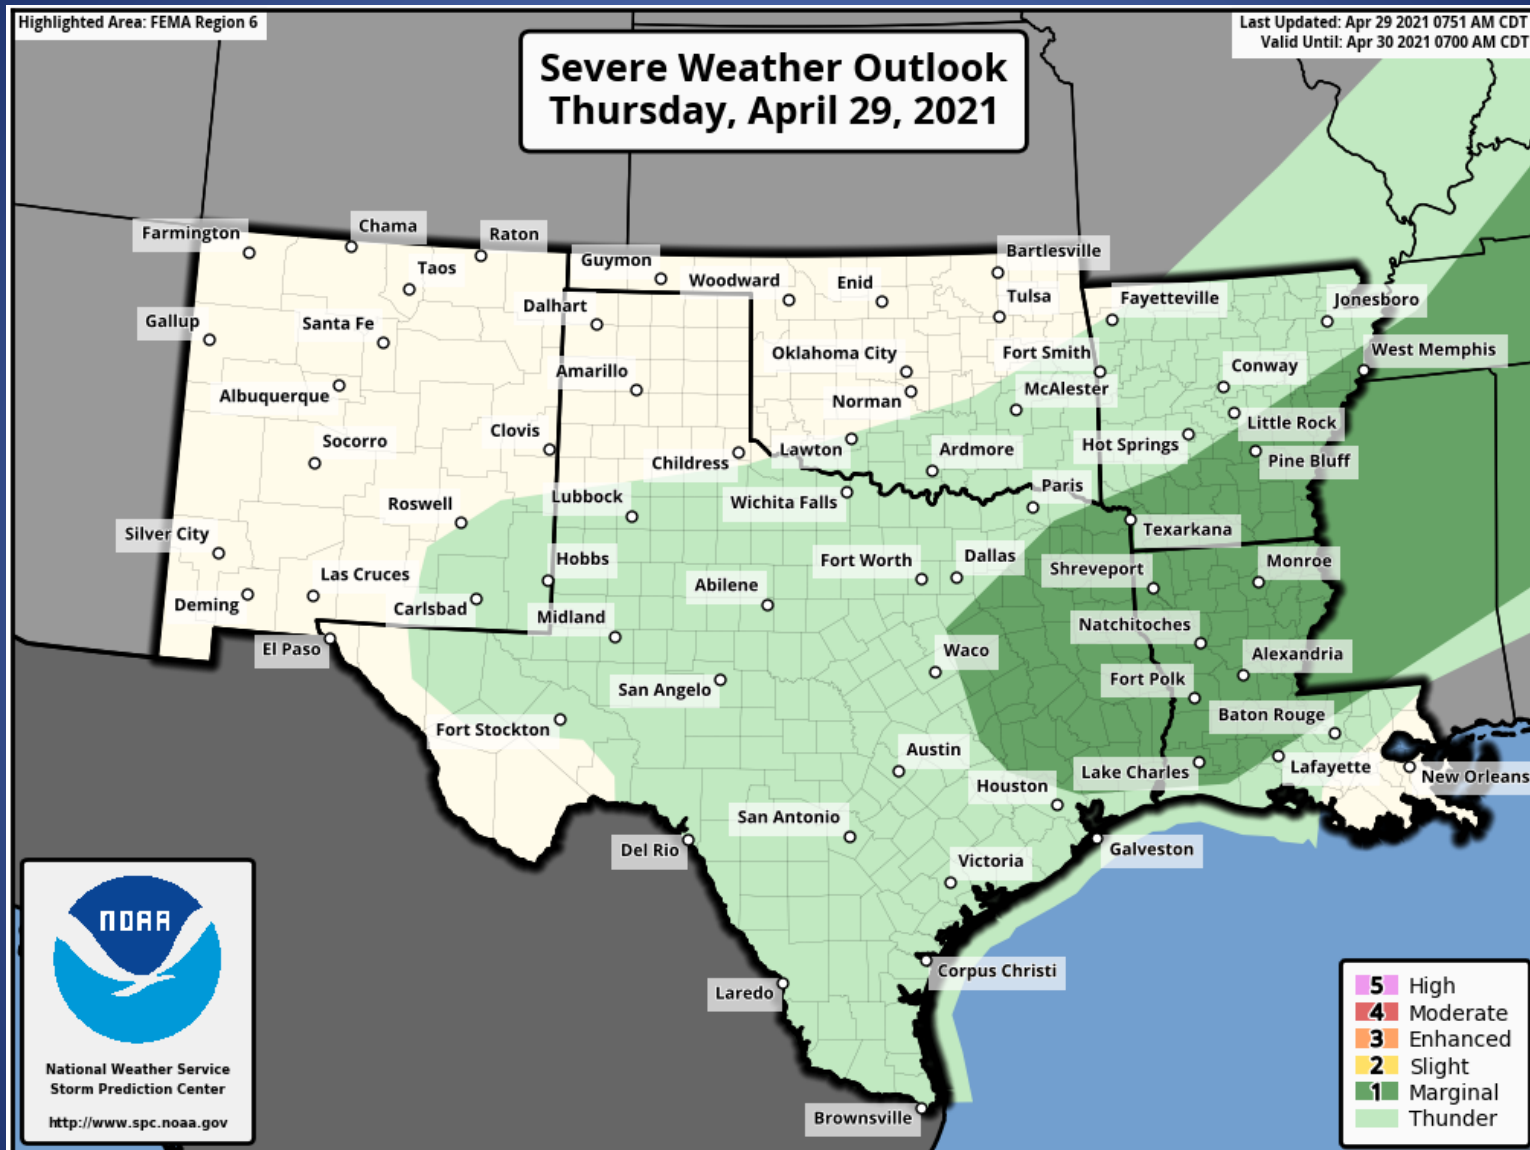 Highlighted Area: FEMA Region 6
Last Updated: Apr 29 2021 0751 AM CDT
Valid Until: Apr 30 2021 0700 AM CDT
Severe Weather Outlook
Thursday, April 29, 2021
Farmington
Chama
Raton
Taos
Guymon
Woodward
Enid
Bartlesville
Tulsa
Fayetteville
Jonesboro
Gallup
Santa Fe
Dalhart
Oklahoma City
Fort Smith
West Memphis
Albuquerque
Amarillo
Norman
McAlester
Conway
Little Rock
Socorro
Clovis
Childress
Lawton
Ardmore
Hot Springs
Pine Bluff
Roswell
Lubbock
Wichita Falls
Paris
Texarkana
Silver City
Las Cruces
Hobbs
Abilene
Fort Worth
Dallas
Shreveport
Monroe
Deming
Carlsbad
Midland
Natchitoches
El Paso
San Angelo
Waco
Fort Polk
Alexandria
Fort Stockton
Austin
Baton Rouge
Houston
Lake Charles
Lafayette
New Orleans
San Antonio
Del Rio
Victoria
Galveston
Laredo
Corpus Christi
Brownsville
NOAA
National Weather Service
Storm Prediction Center
http://www.spc.noaa.gov
5 High
4 Moderate
3 Enhanced
2 Slight
1 Marginal
Thunder